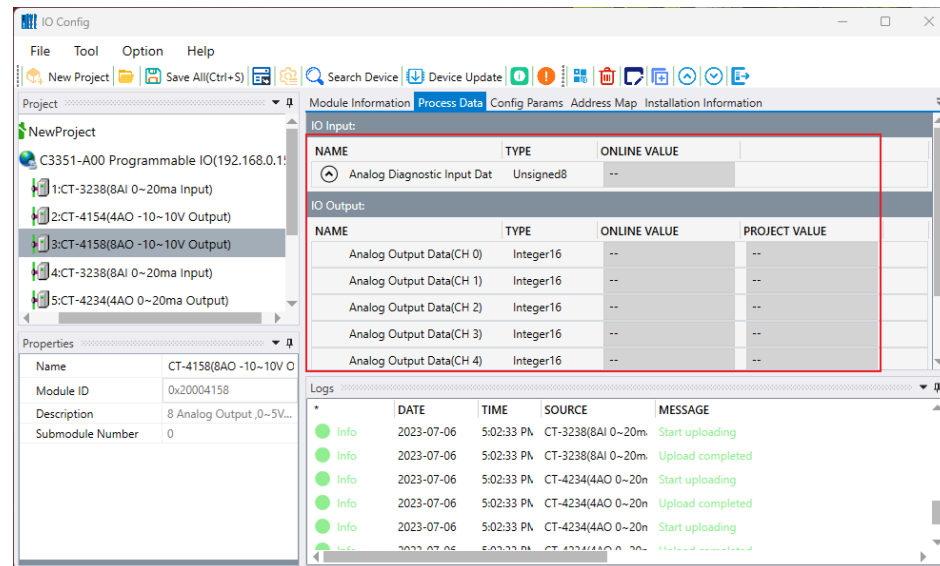 IO Config
File Tool Option Help
New Project Save All(Ctrl+S) Search Device Device Update
Project
NewProject
C3351-A00 Programmable IO(192.168.0.1
1:CT-3238(8AI 0~20ma Input)
2:CT-4154(4AO -10~10V Output)
3:CT-4158(8AO -10~10V Output)
4:CT-3238(8AI 0~20ma Input)
5:CT-4234(4AO 0~20ma Output)
Properties
Name CT-4158(8AO -10~10V O
Module ID 0x20004158
Description 8 Analog Output ,0~5V...
Submodule Number 0
Module Information Process Data Config Params Address Map Installation Information
IO Input:
NAME TYPE ONLINE VALUE
Analog Diagnostic Input Dat Unsigned8 --
IO Output:
NAME TYPE ONLINE VALUE PROJECT VALUE
Analog Output Data(CH 0) Integer16 -- --
Analog Output Data(CH 1) Integer16 -- --
Analog Output Data(CH 2) Integer16 -- --
Analog Output Data(CH 3) Integer16 -- --
Analog Output Data(CH 4) Integer16 -- --
Logs
* DATE TIME SOURCE MESSAGE
Info 2023-07-06 5:02:33 PM CT-3238(8AI 0~20m Start uploading
Info 2023-07-06 5:02:33 PM CT-3238(8AI 0~20m Upload completed
Info 2023-07-06 5:02:33 PM CT-4234(4AO 0~20m Start uploading
Info 2023-07-06 5:02:33 PM CT-4234(4AO 0~20m Upload completed
Info 2023-07-06 5:02:33 PM CT-4234(4AO 0~20m Start uploading